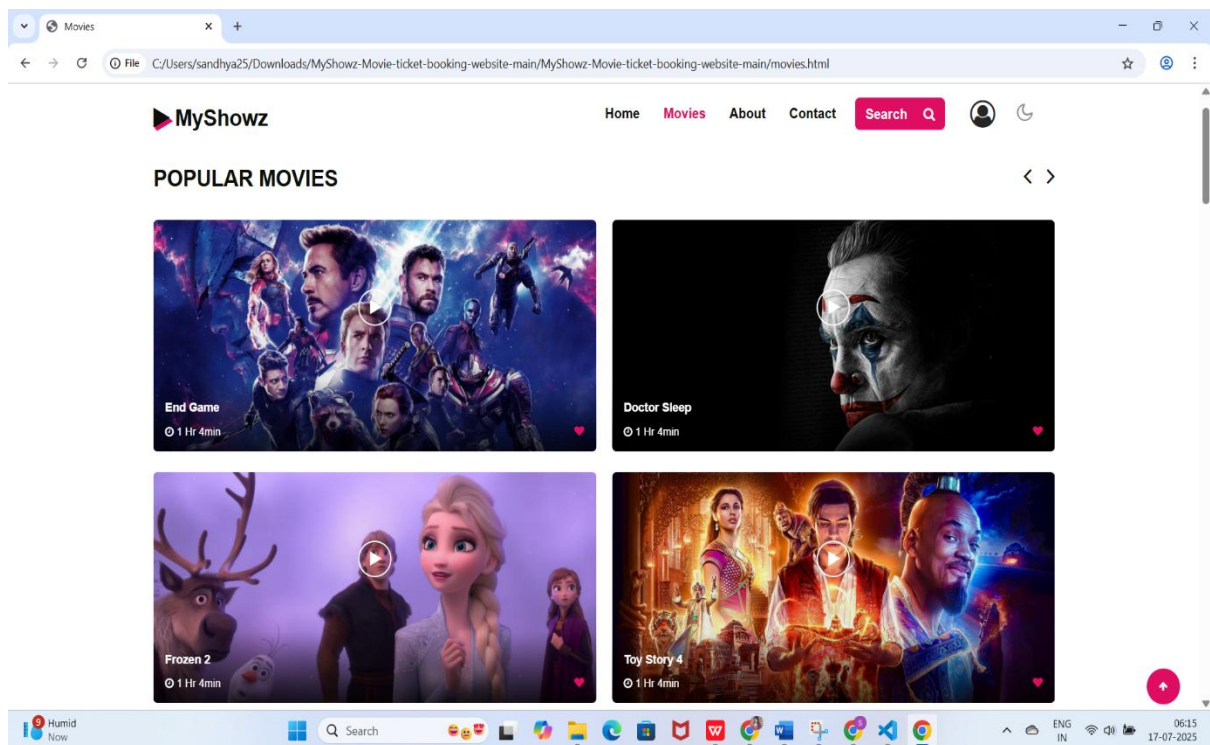 Movies
File C:/Users/sandhya25/Downloads/MyShowz-Movie-ticket-booking-website-main/MyShowz-Movie-ticket-booking-website-main/movies.html
MyShowz Home Movies About Contact Search
POPULAR MOVIES
End Game
1 Hr 4min
Doctor Sleep
1 Hr 4min
Frozen 2
1 Hr 4min
Toy Story 4
1 Hr 4min
9 Humid
Now
Search
ENG
IN
06:15
17-07-2025